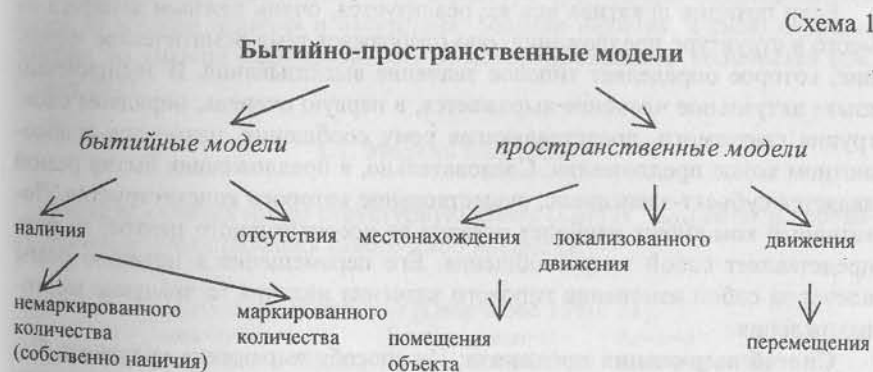 Схема 1
Бытийно-пространственные модели
бытийные модели
пространственные модели
наличия
отсутствия
местонахождения
локализованного
движения
движения
немаркированного
количества
(собственно наличия)
маркированного
количества
помещения
объекта
перемещения